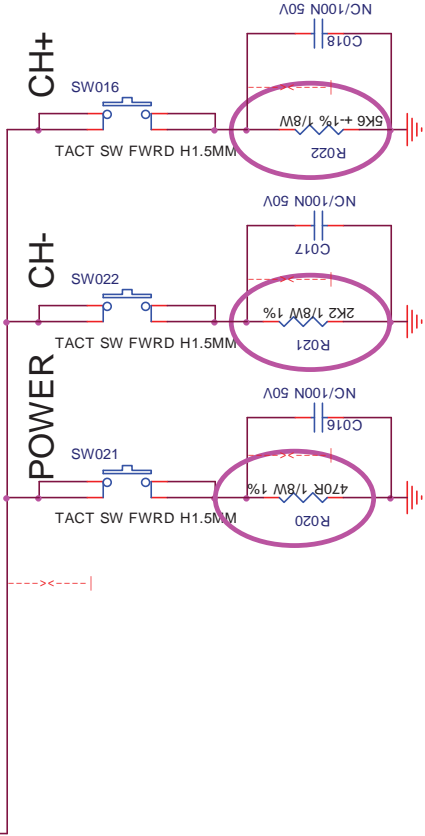 NC/100N 50V
C018
CH+
SW016
5K6 +-1% 1/8W
TACT SW FWRD H1.5MM
R022
NC/100N 50V
C017
CH-
SW022
2K2 1/8W 1%
TACT SW FWRD H1.5MM
R021
NC/100N 50V
C016
POWER
SW021
470R 1/8W 1%
TACT SW FWRD H1.5MM
R020